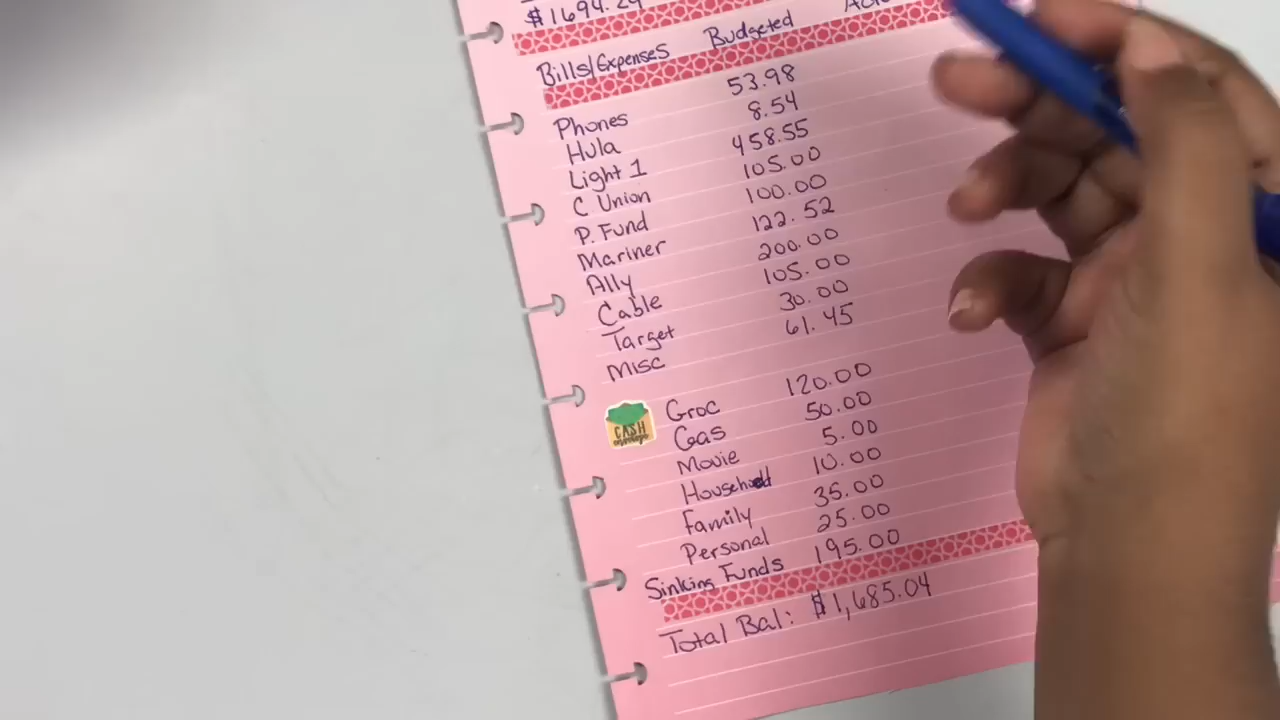 $1694.29
Bills/Expenses Budgeted
Phones 53.98
Hula 8.54
Light 1 458.55
C Union 105.00
P. Fund 100.00
Mariner 122.52
Ally 200.00
Cable 105.00
Target 30.00
Misc 61.45
Groc 120.00
CASH
Gas 50.00
Movie 5.00
Household 10.00
Family 35.00
Personal 25.00
Sinking Funds 195.00
Total Bal: $1,685.04